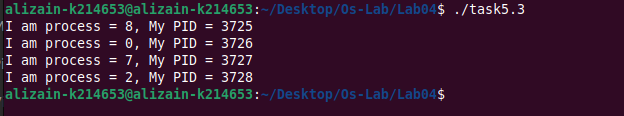 alizain-k214653@alizain-k214653:~/Desktop/Os-Lab/Lab04$ ./task5.3
I am process = 8, My PID = 3725
I am process = 0, My PID = 3726
I am process = 7, My PID = 3727
I am process = 2, My PID = 3728
alizain-k214653@alizain-k214653:~/Desktop/Os-Lab/Lab04$